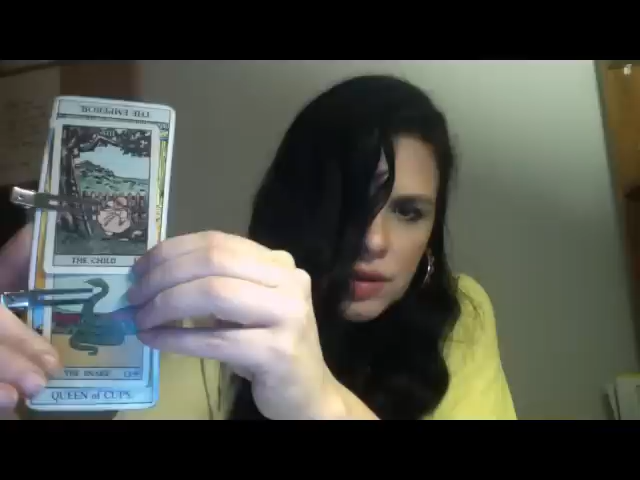 THE EMPEROR.
THE CHILD
THE SNAKE
QUEEN of CUPS.